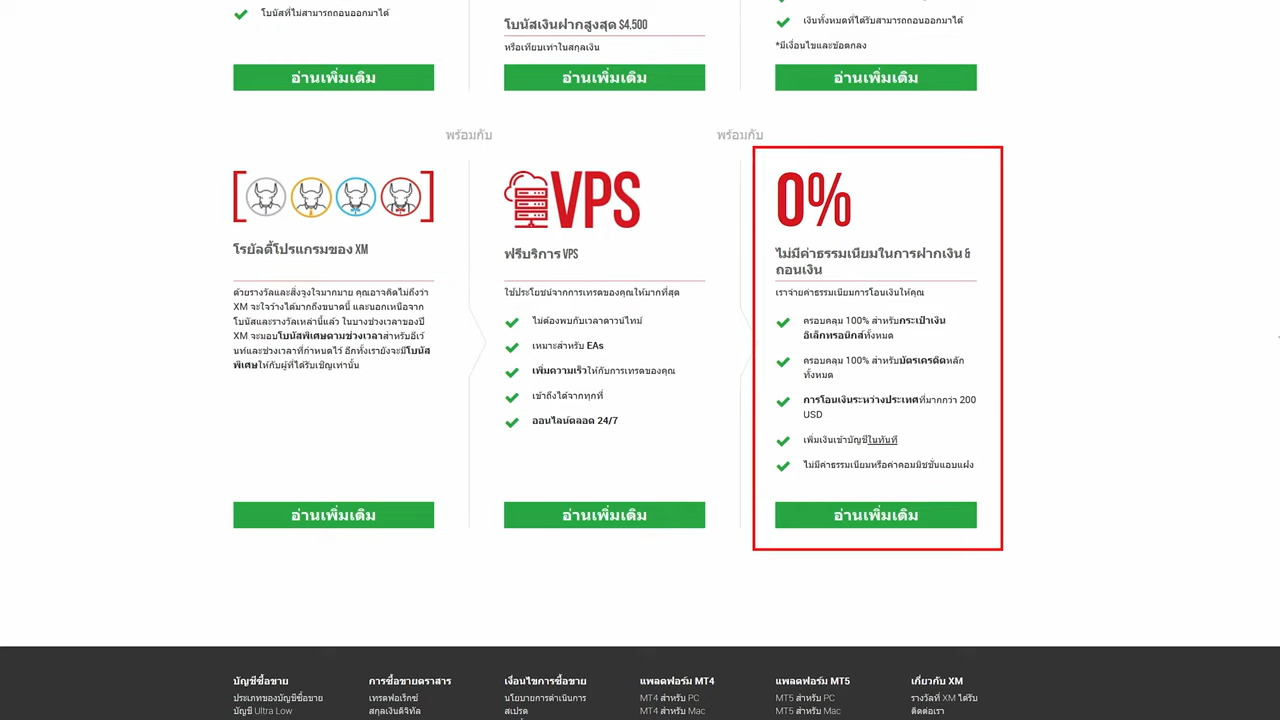 โบนัสที่ไม่สามารถถอนออกมาได้
อ่านเพิ่มเติม
โบนัสเงินฝากสูงสุด $4,500
หรือเทียบเท่าในสกุลเงิน
อ่านเพิ่มเติม
เงินทั้งหมดที่ได้รับสามารถถอนออกมาได้
*มีเงื่อนไขและข้อตกลง
อ่านเพิ่มเติม
พร้อมกับ
พร้อมกับ
โรยัลตี้โปรแกรมของ XM
ด้วยรางวัลและสิ่งจูงใจมากมาย คุณอาจคิดไม่ถึงว่า
XM จะใจว้างได้มากถึงขนาดนี้ และนอกเหนือจาก
โบนัสและรางวัลเหล่านี้แล้ว ในบางช่วงเวลาของปี
XM จะมอบโบนัสพิเศษตามช่วงเวลาสำหรับอีเว้
นท์และช่วงเวลาที่กำหนดไว้ อีกทั้งเรายังจะมีโบนัส
พิเศษให้กับผู้ที่ได้รับเชิญเท่านั้น
อ่านเพิ่มเติม
VPS
ฟรีบริการ VPS
ใช้ประโยชน์จากการเทรดของคุณให้มากที่สุด
ไม่ต้องพบกับเวลาดาวน์ไทม์
เหมาะสำหรับ EAs
เพิ่มความเร็วให้กับการเทรดของคุณ
เข้าถึงได้จากทุกที่
ออนไลน์ตลอด 24/7
อ่านเพิ่มเติม
0%
ไม่มีค่าธรรมเนียมในการฝากเงิน &
ถอนเงิน
เราจ่ายค่าธรรมเนียมการโอนเงินให้คุณ
ครอบคลุม 100% สำหรับกระเป๋าเงิน
อิเล็กทรอนิกส์ทั้งหมด
ครอบคลุม 100% สำหรับบัตรเครดิตหลัก
ทั้งหมด
การโอนเงินระหว่างประเทศที่มากกว่า 200
USD
เพิ่มเงินเข้าบัญชีในทันที
ไม่มีค่าธรรมเนียมหรือค่าคอมมิชชั่นแอบแฝง
อ่านเพิ่มเติม
บัญชีซื้อขาย
ประเภทของบัญชีซื้อขาย
บัญชี Ultra Low
การซื้อขายตราสาร
เทรดฟอเร็กซ์
สกุลเงินดิจิทัล
เงื่อนไขการซื้อขาย
นโยบายการดำเนินการ
สเปรด
แพลตฟอร์ม MT4
MT4 สำหรับ PC
MT4 สำหรับ Mac
แพลตฟอร์ม MT5
MT5 สำหรับ PC
MT5 สำหรับ Mac
เกี่ยวกับ XM
รางวัลที่ XM ได้รับ
ติดต่อเรา